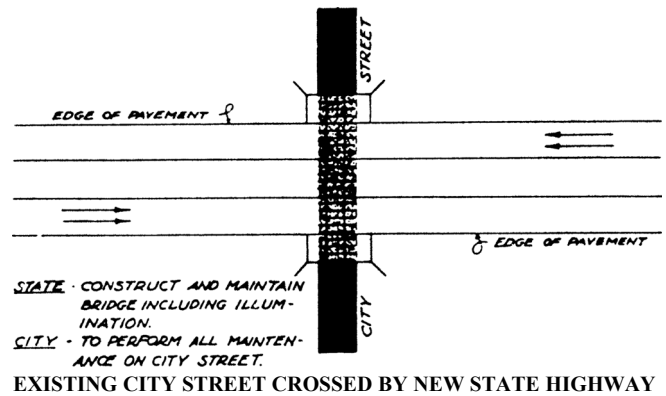 STREET
EDGE OF PAVEMENT
EDGE OF PAVEMENT
CITY
STATE - CONSTRUCT AND MAINTAIN
BRIDGE INCLUDING ILLUM-
INATION.
CITY - TO PERFORM ALL MAINTEN-
ANCE ON CITY STREET.
EXISTING CITY STREET CROSSED BY NEW STATE HIGHWAY